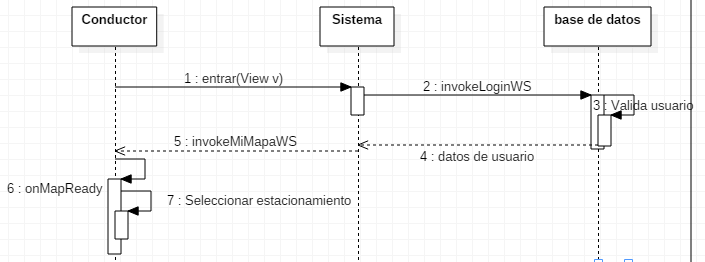 Conductor
Sistema
base de datos
1 : entrar(View v)
2 : invokeLoginWS
3 : Valida usuario
4 : datos de usuario
5 : invokeMiMapaWS
6 : onMapReady
7 : Seleccionar estacionamiento